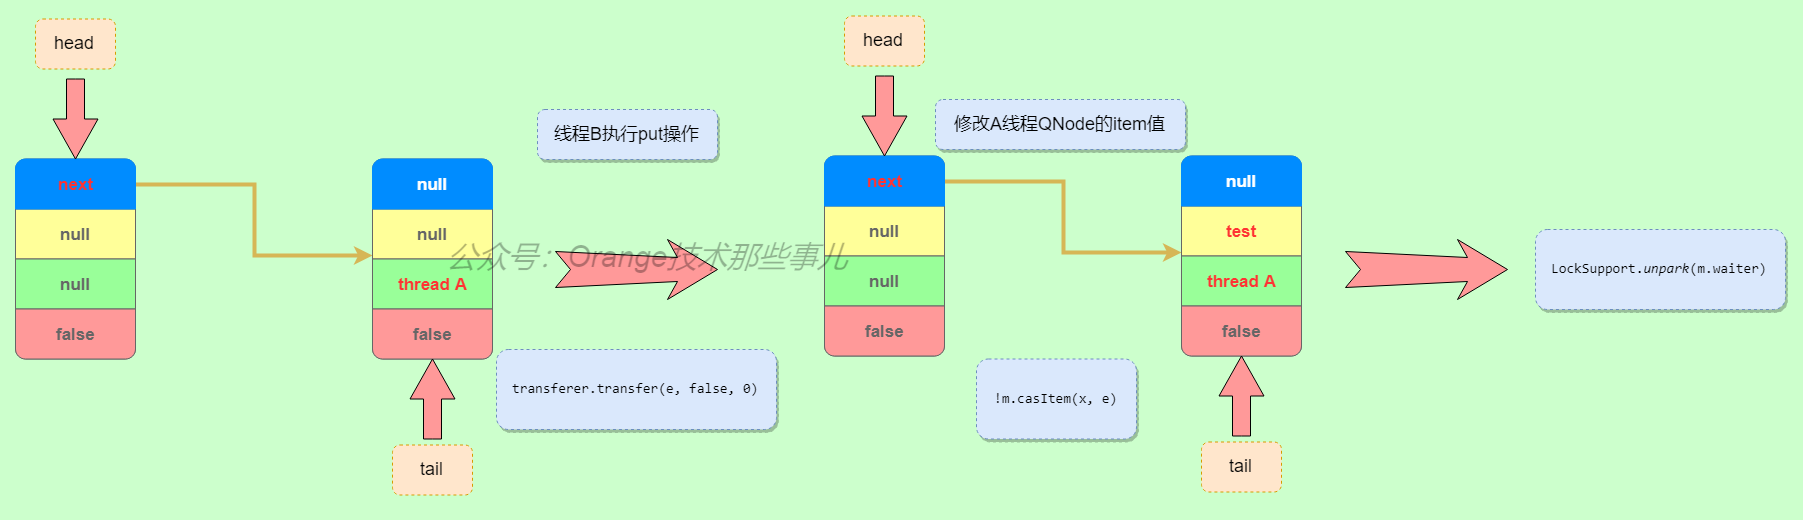 head
next
null
null
false
null
null
thread A
false
tail
线程B执行put操作
公众号：Orange技术那些事儿
transferer.transfer(e, false, 0)
head
修改A线程QNode的item值
next
null
null
false
null
test
thread A
false
!m.casItem(x, e)
tail
LockSupport.unpark(m.waiter)